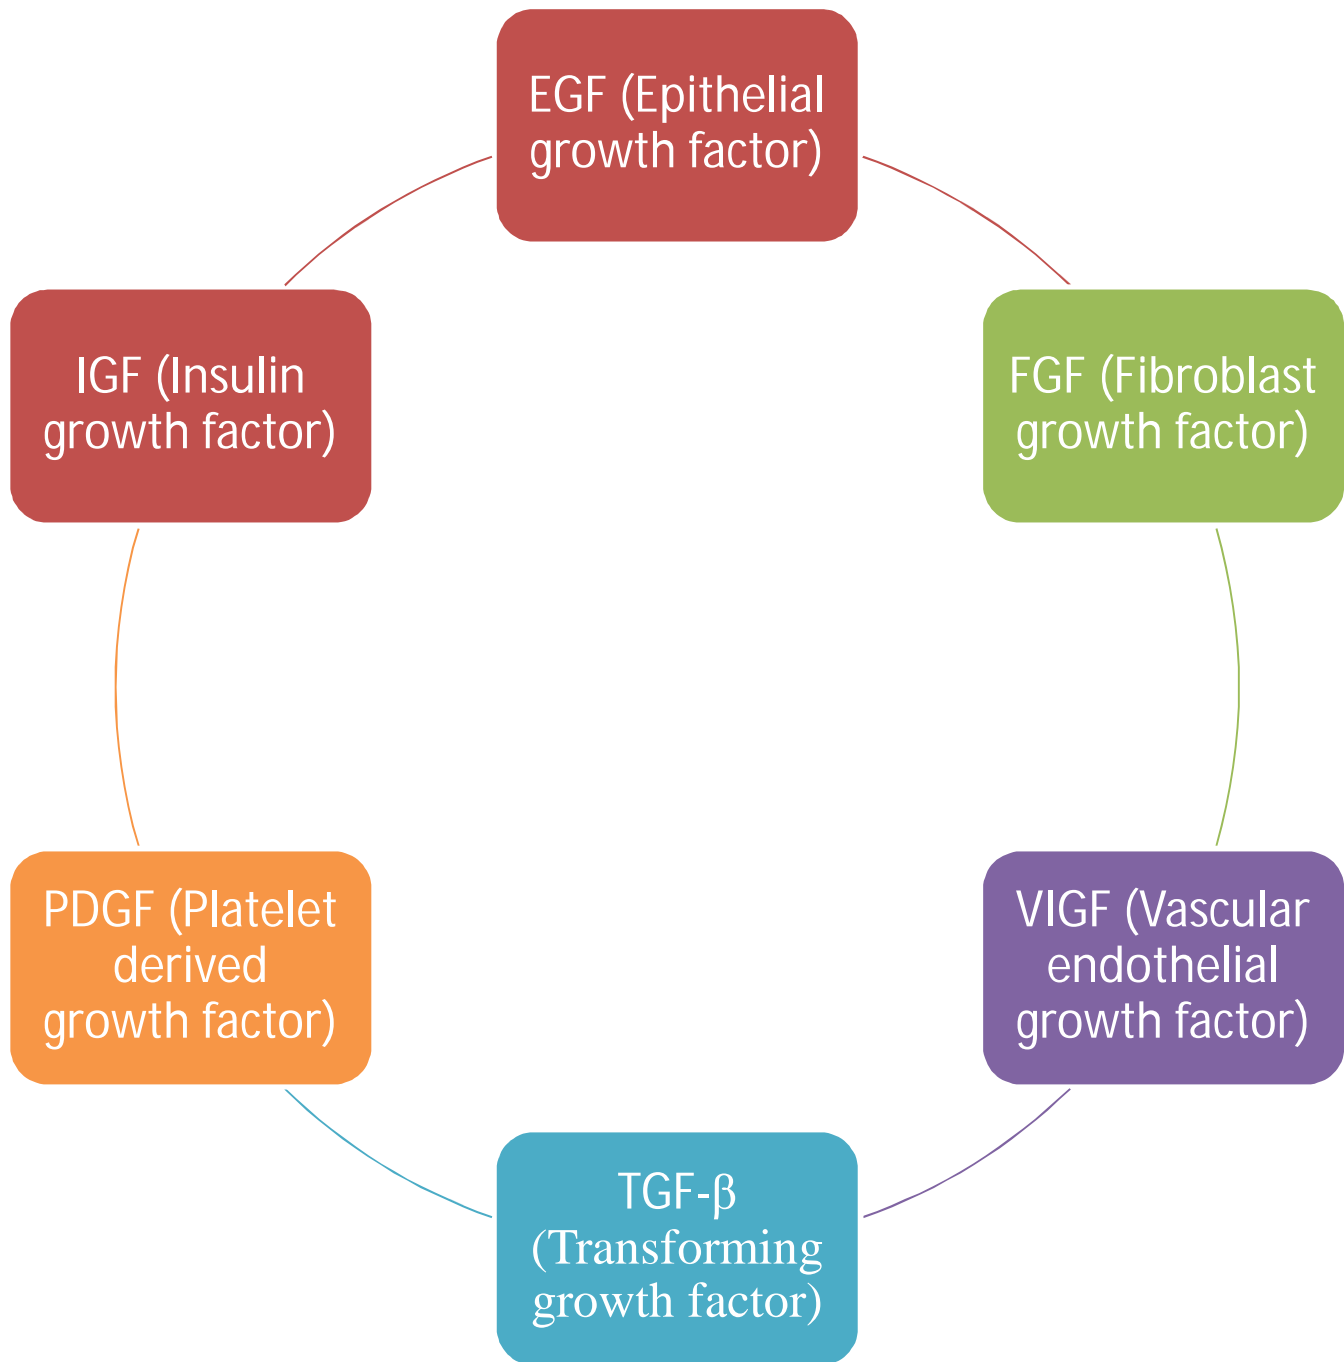 EGF (Epithelial
growth factor)
FGF (Fibroblast
growth factor)
VIGF (Vascular
endothelial
growth factor)
TGF-β
(Transforming
growth factor)
PDGF (Platelet
derived
growth factor)
IGF (Insulin
growth factor)